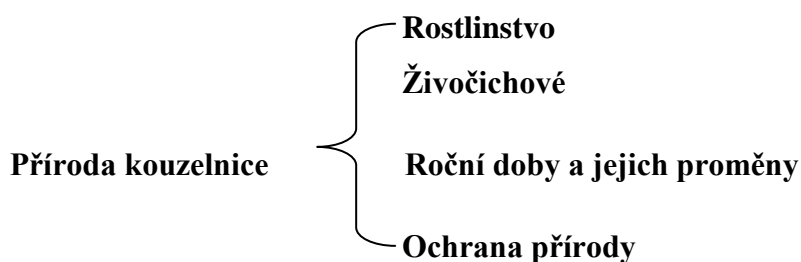 Rostlinstvo
Živočichové
Příroda kouzelnice
Roční doby a jejich proměny
Ochrana přírody